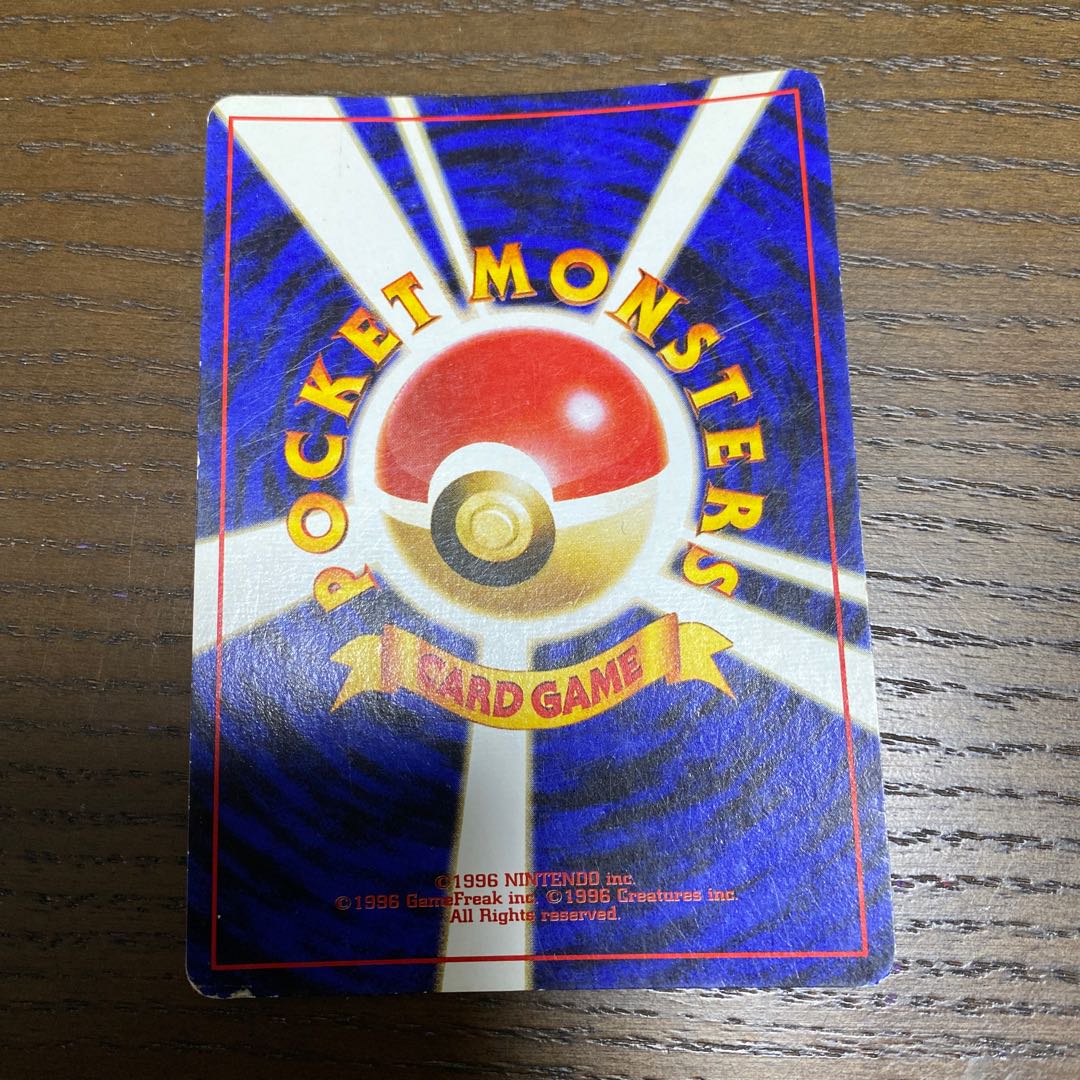 POCKET MONSTERS
CARD GAME
©1996 NINTENDO inc.
©1996 GameFreak inc. ©1996 Creatures inc.
All Rights reserved.